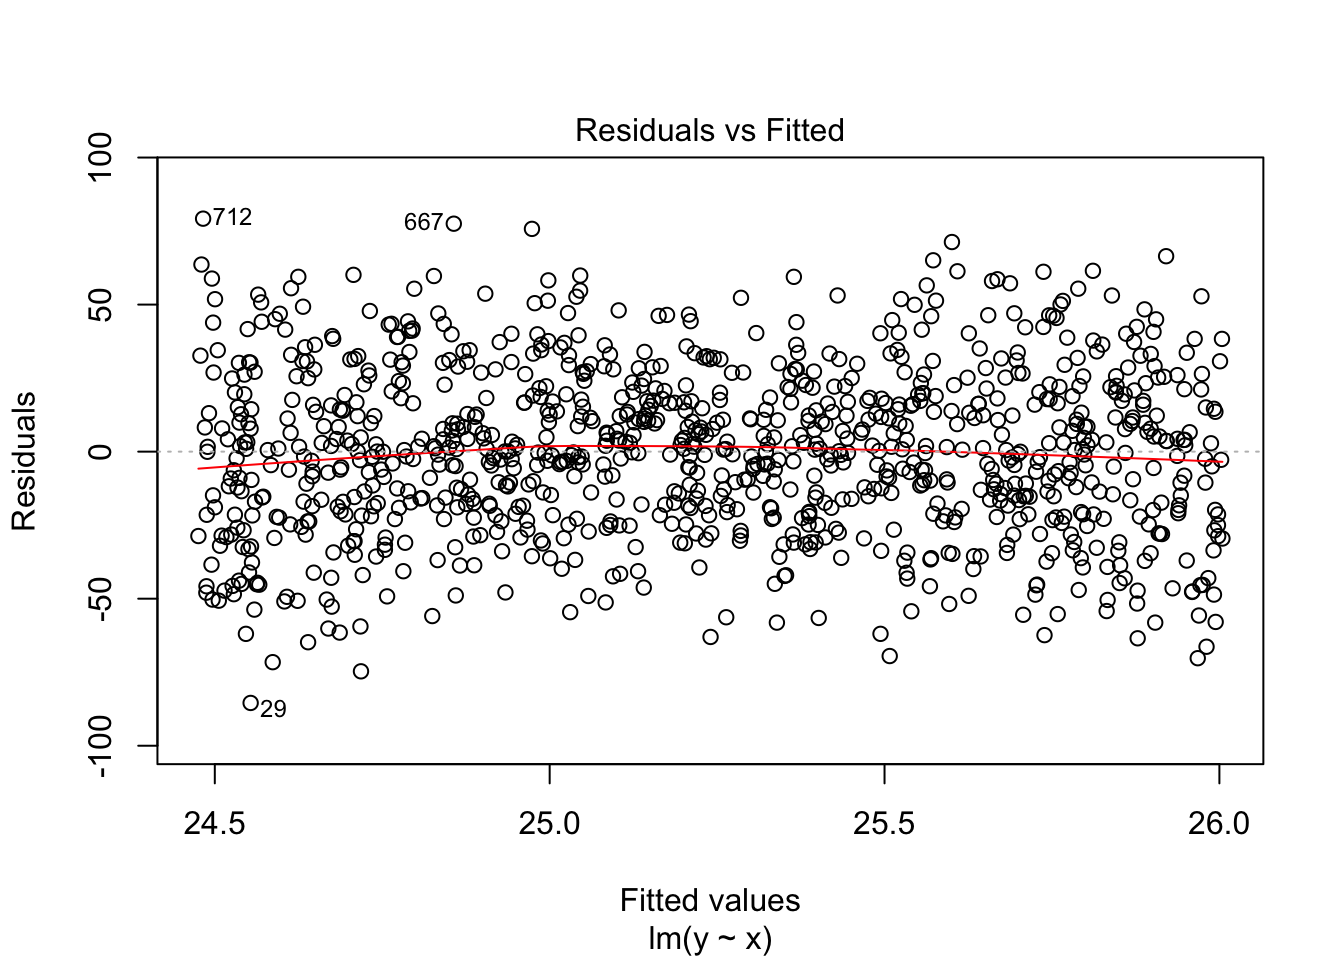 Residuals vs Fitted
100
50
0
-50
-100
Residuals
712
667
29
24.5 25.0 25.5 26.0
Fitted values
lm(y ~ x)